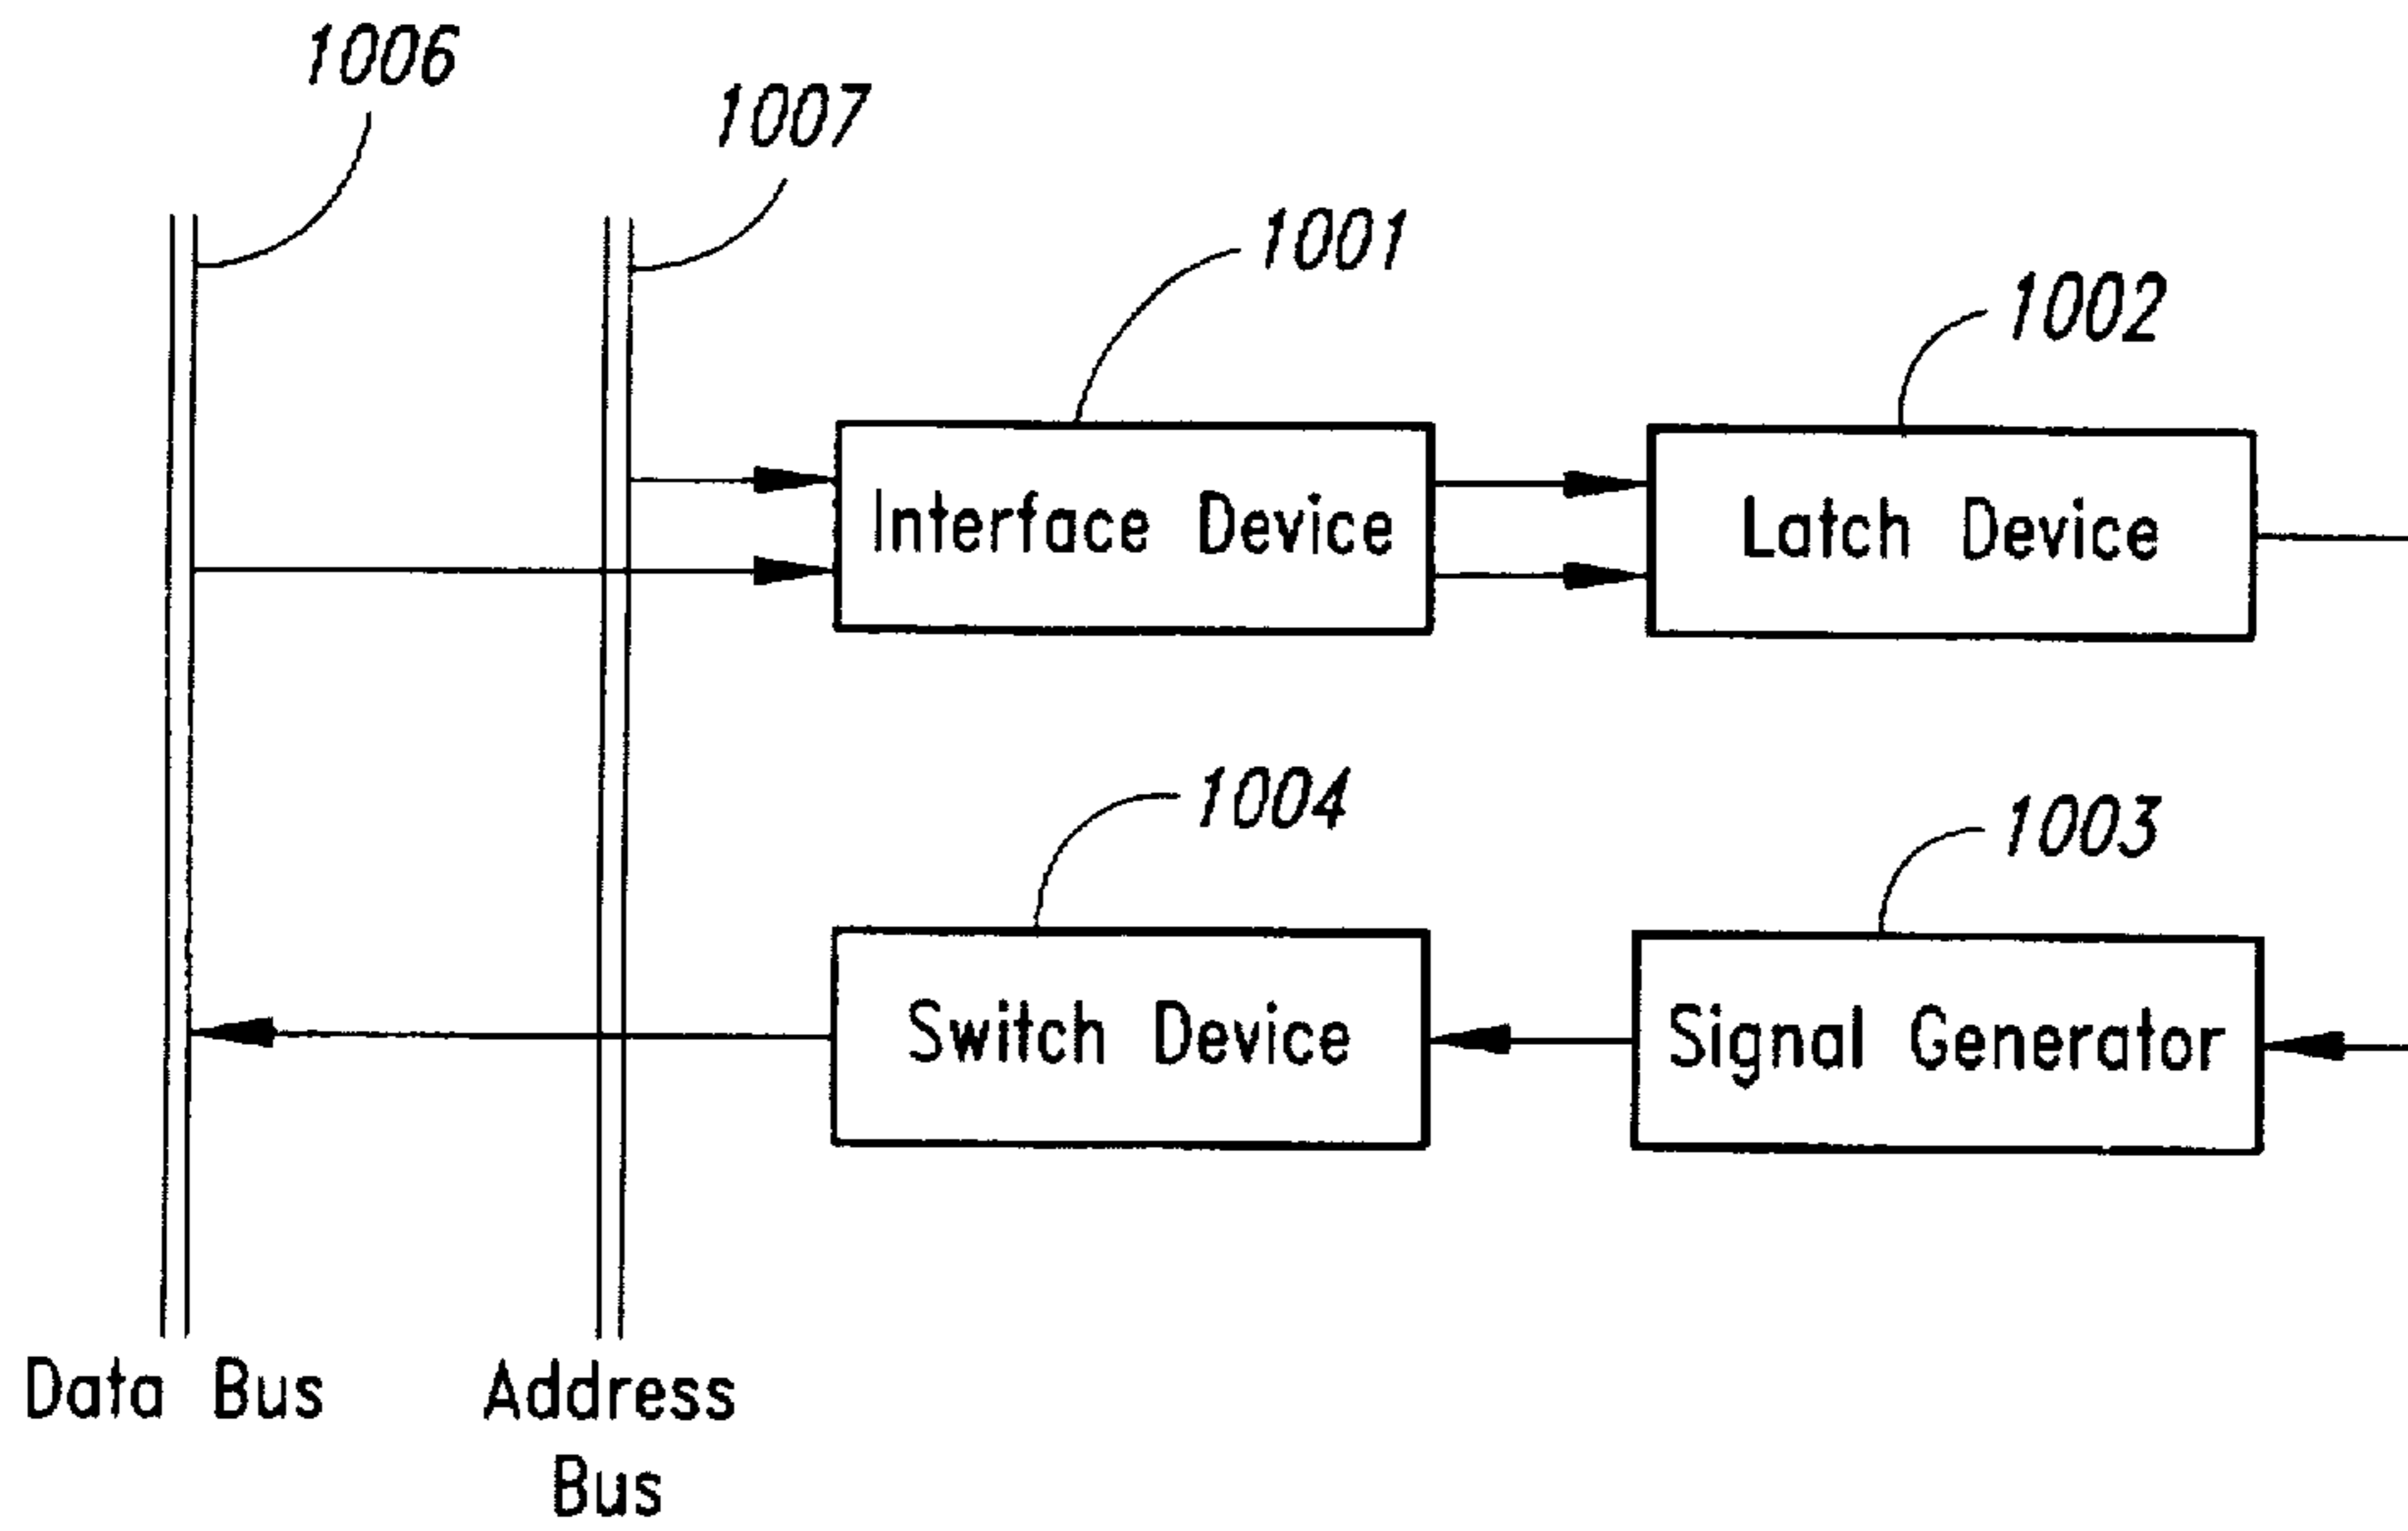 1006
1007
1001
1002
Interface Device
Latch Device
1004
1003
Switch Device
Signal Generator
Data Bus
Address
Bus